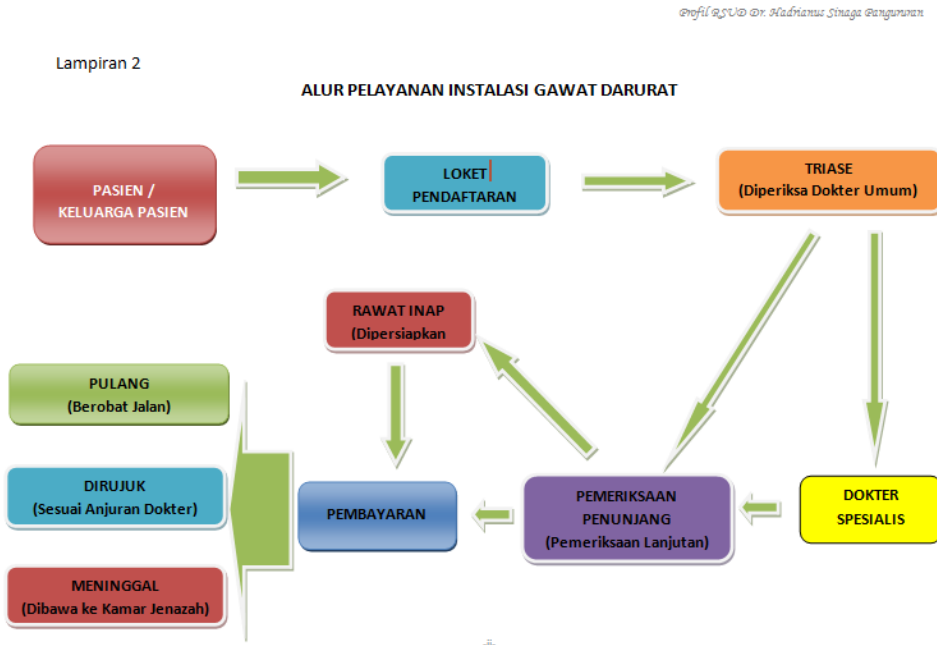 Profil RSUD Dr. Hadrianus Sinaga Pangururan
Lampiran 2
ALUR PELAYANAN INSTALASI GAWAT DARURAT
PASIEN /
KELUARGA PASIEN
LOKET
PENDAFTARAN
TRIASE
(Diperiksa Dokter Umum)
RAWAT INAP
(Dipersiapkan
PULANG
(Berobat Jalan)
DIRUJUK
(Sesuai Anjuran Dokter)
MENINGGAL
(Dibawa ke Kamar Jenazah)
PEMBAYARAN
PEMERIKSAAN
PENUNJANG
(Pemeriksaan Lanjutan)
DOKTER
SPESIALIS